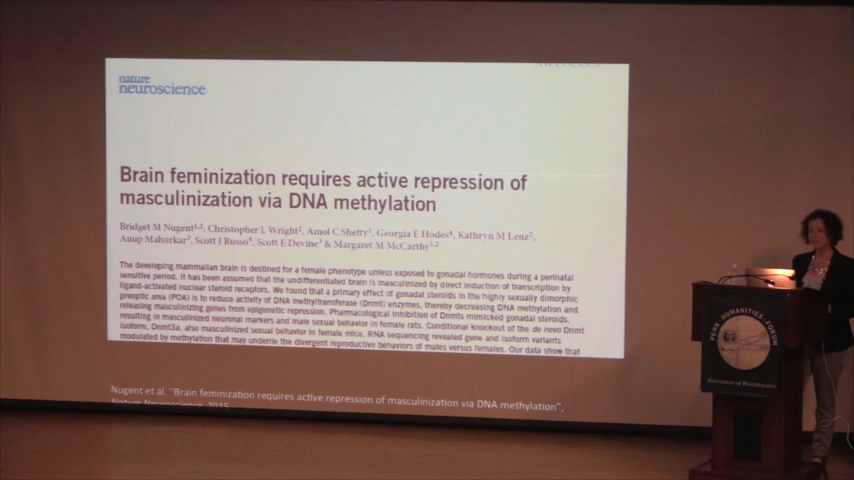 ARTICLES
nature
neuroscience
Brain feminization requires active repression of
masculinization via DNA methylation
Bridget M Nugent1,2, Christopher L Wright2, Amol C Shetty3, Georgia E Hodes4, Kathryn M Lenz2,
Anup Mahurkar3, Scott J Russo4, Scott E Devine3 & Margaret M McCarthy1,2
The developing mammalian brain is destined for a female phenotype unless exposed to gonadal hormones during a perinatal
sensitive period. It has been assumed that the undifferentiated brain is masculinized by direct induction of transcription by
ligand-activated nuclear steroid receptors. We found that a primary effect of gonadal steroids in the highly sexually dimorphic
preoptic area (POA) is to reduce activity of DNA methyltransferase (Dnmt) enzymes, thereby decreasing DNA methylation and
releasing masculinizing genes from epigenetic repression. Pharmacological inhibition of Dnmts mimicked gonadal steroids,
resulting in masculinized neuronal markers and male sexual behavior in female rats. Conditional knockout of the de novo Dnmt
isoform, Dnmt3a, also masculinized sexual behavior in female mice. RNA sequencing revealed gene and isoform variants
modulated by methylation that may underlie the divergent reproductive behaviors of males versus females. Our data show that
Nugent et al. "Brain feminization requires active repression of masculinization via DNA methylation",
Nature Neuroscience, 2015
PENN HUMANITIES FORUM
University of Pennsylvania